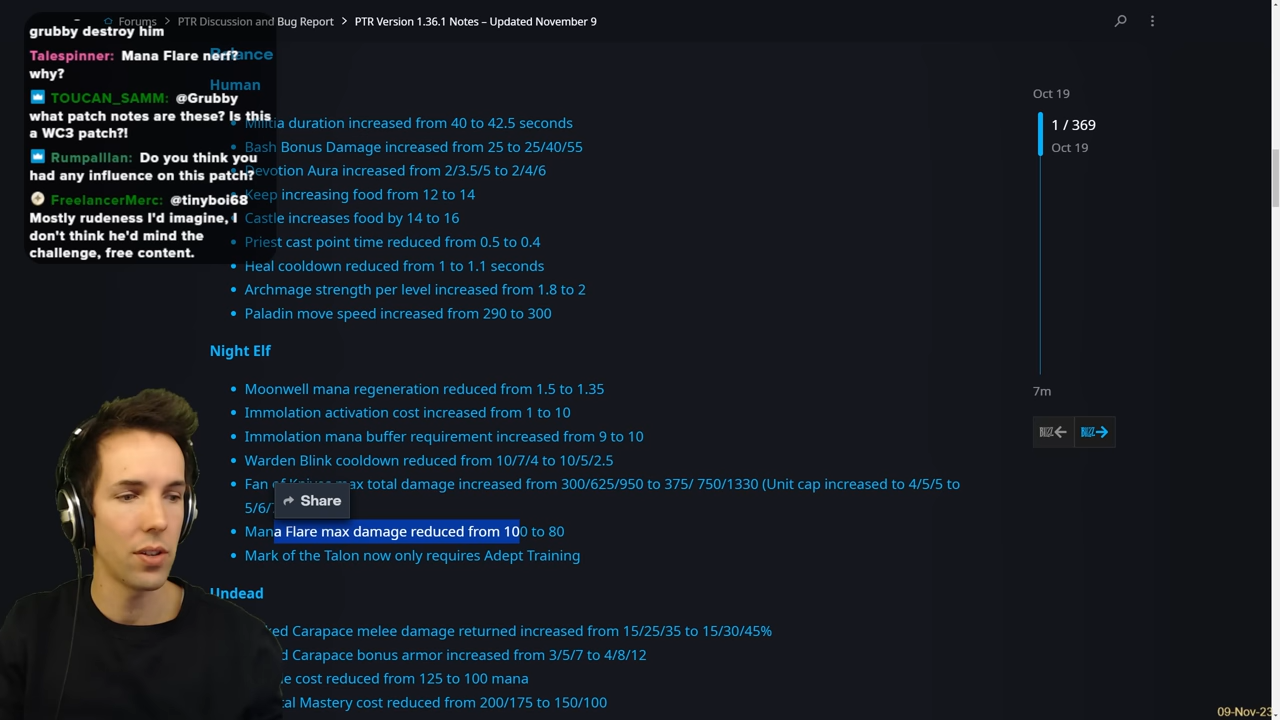 Forums > PTR Discussion and Bug Report > PTR Version 1.36.1 Notes – Updated November 9
grubby destroy him
Talespinner: Mana Flare nerf? why?
TOUCAN_SAMM: @Grubby
what patch notes are these? Is this
a WC3 patch?!
Rumpalllan: Do you think you
had any influence on this patch?
FreelancerMerc: @tinyboi68
Mostly rudeness I'd imagine, I
don't think he'd mind the
challenge, free content.
Balance
Human
Militia duration increased from 40 to 42.5 seconds
Bash Bonus Damage increased from 25 to 25/40/55
Devotion Aura increased from 2/3.5/5 to 2/4/6
Keep increasing food from 12 to 14
Castle increases food by 14 to 16
Priest cast point time reduced from 0.5 to 0.4
Heal cooldown reduced from 1 to 1.1 seconds
Archmage strength per level increased from 1.8 to 2
Paladin move speed increased from 290 to 300
Night Elf
Moonwell mana regeneration reduced from 1.5 to 1.35
Immolation activation cost increased from 1 to 10
Immolation mana buffer requirement increased from 9 to 10
Warden Blink cooldown reduced from 10/7/4 to 10/5/2.5
Fan of Knives max total damage increased from 300/625/950 to 375/ 750/1330 (Unit cap increased to 4/5/5 to
5/6/
Share
Mana Flare max damage reduced from 100 to 80
Mark of the Talon now only requires Adept Training
Undead
ked Carapace melee damage returned increased from 15/25/35 to 15/30/45%
d Carapace bonus armor increased from 3/5/7 to 4/8/12
e cost reduced from 125 to 100 mana
tal Mastery cost reduced from 200/175 to 150/100
Oct 19
1 / 369
Oct 19
7m
BLIZZ
BLIZZ
09-Nov-23